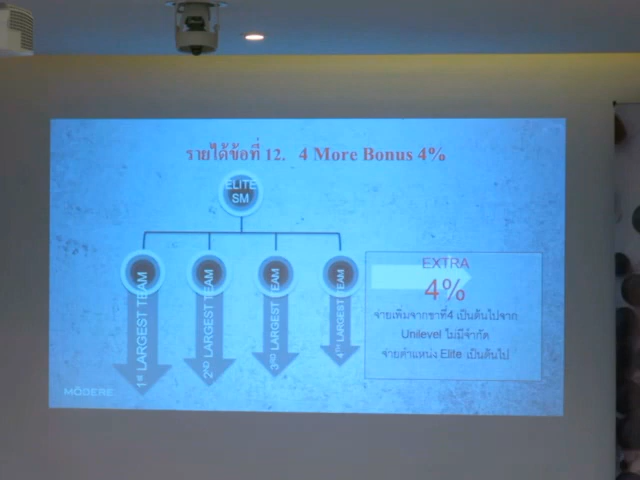 รายได้ข้อที่ 12. 4 More Bonus 4%
ELITE
SM
1ST LARGEST TEAM
2ND LARGEST TEAM
3RD LARGEST TEAM
4TH LARGEST TEAM
EXTRA
4%
จ่ายเพิ่มจากขาที่4 เป็นต้นไปจาก
Unilevel ไม่มีจำกัด
จ่ายตำแหน่ง Elite เป็นต้นไป
MODERE